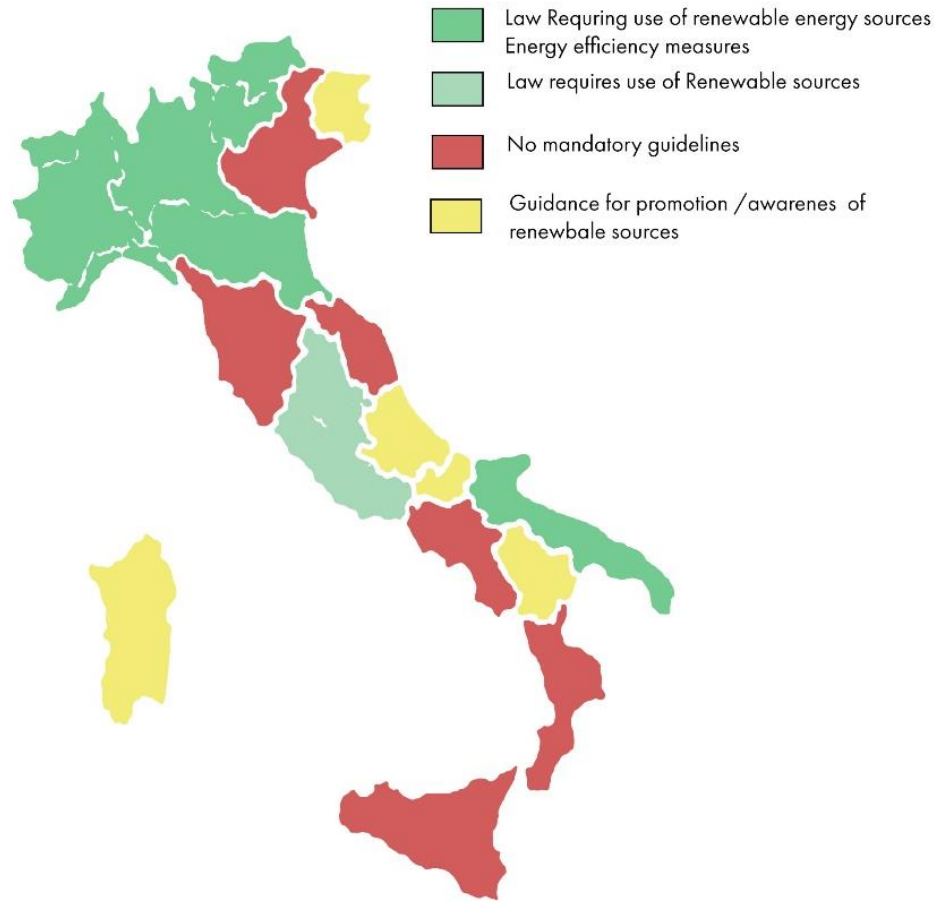 Law Requring use of renewable energy sources
Energy efficiency measures
Law requires use of Renewable sources
No mandatory guidelines
Guidance for promotion /awarenes of
renewbale sources